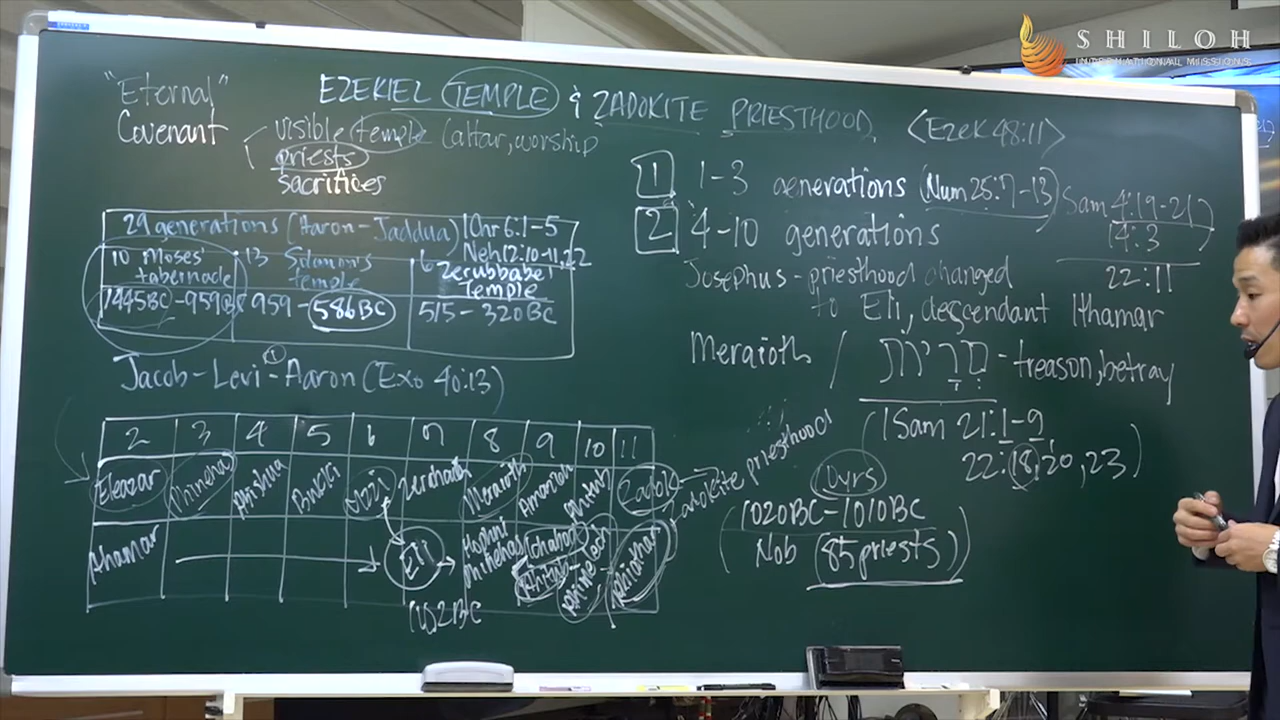 SHILOH
INTERNATIONAL MISSIONS
"Eternal"
Covenant
EZEKIEL TEMPLE & ZADOKITE PRIESTHOOD
<Ezek 48:11>
visible temple (altar, worship
priests
sacrifices
29 generations (Aaron-Jaddua)
1Chr 6:1-5
Neh 12:10-11, 22
10 Moses' tabernacle
13 Solomon's temple
6 Zerubbabel Temple
1445BC-959BC
959-586BC
515-320BC
Jacob-Levi-Aaron (Exo 40:13)
1
2 3 4 5 6 7 8 9 10 11
Eleazar Phinehas Abishua Bukki Uzzi Zerahiah Meraioth Amariah Ahitub Zadok
Zadokite priesthood
Ithamar Eli Hophni Phinehas Ichabod Ahitub Abiathar
1 1-3 generations (Num 25:7-13)
2 4-10 generations
Sam 4:19-21
14:3
22:11
Josephus - priesthood changed
to Eli, descendant Ithamar
Meraioth / מְרָיוֹת - treason, betray
(1Sam 21:1-9
22:18, 20, 23)
10yrs
(1020BC-1010BC
Nob (85 priests))